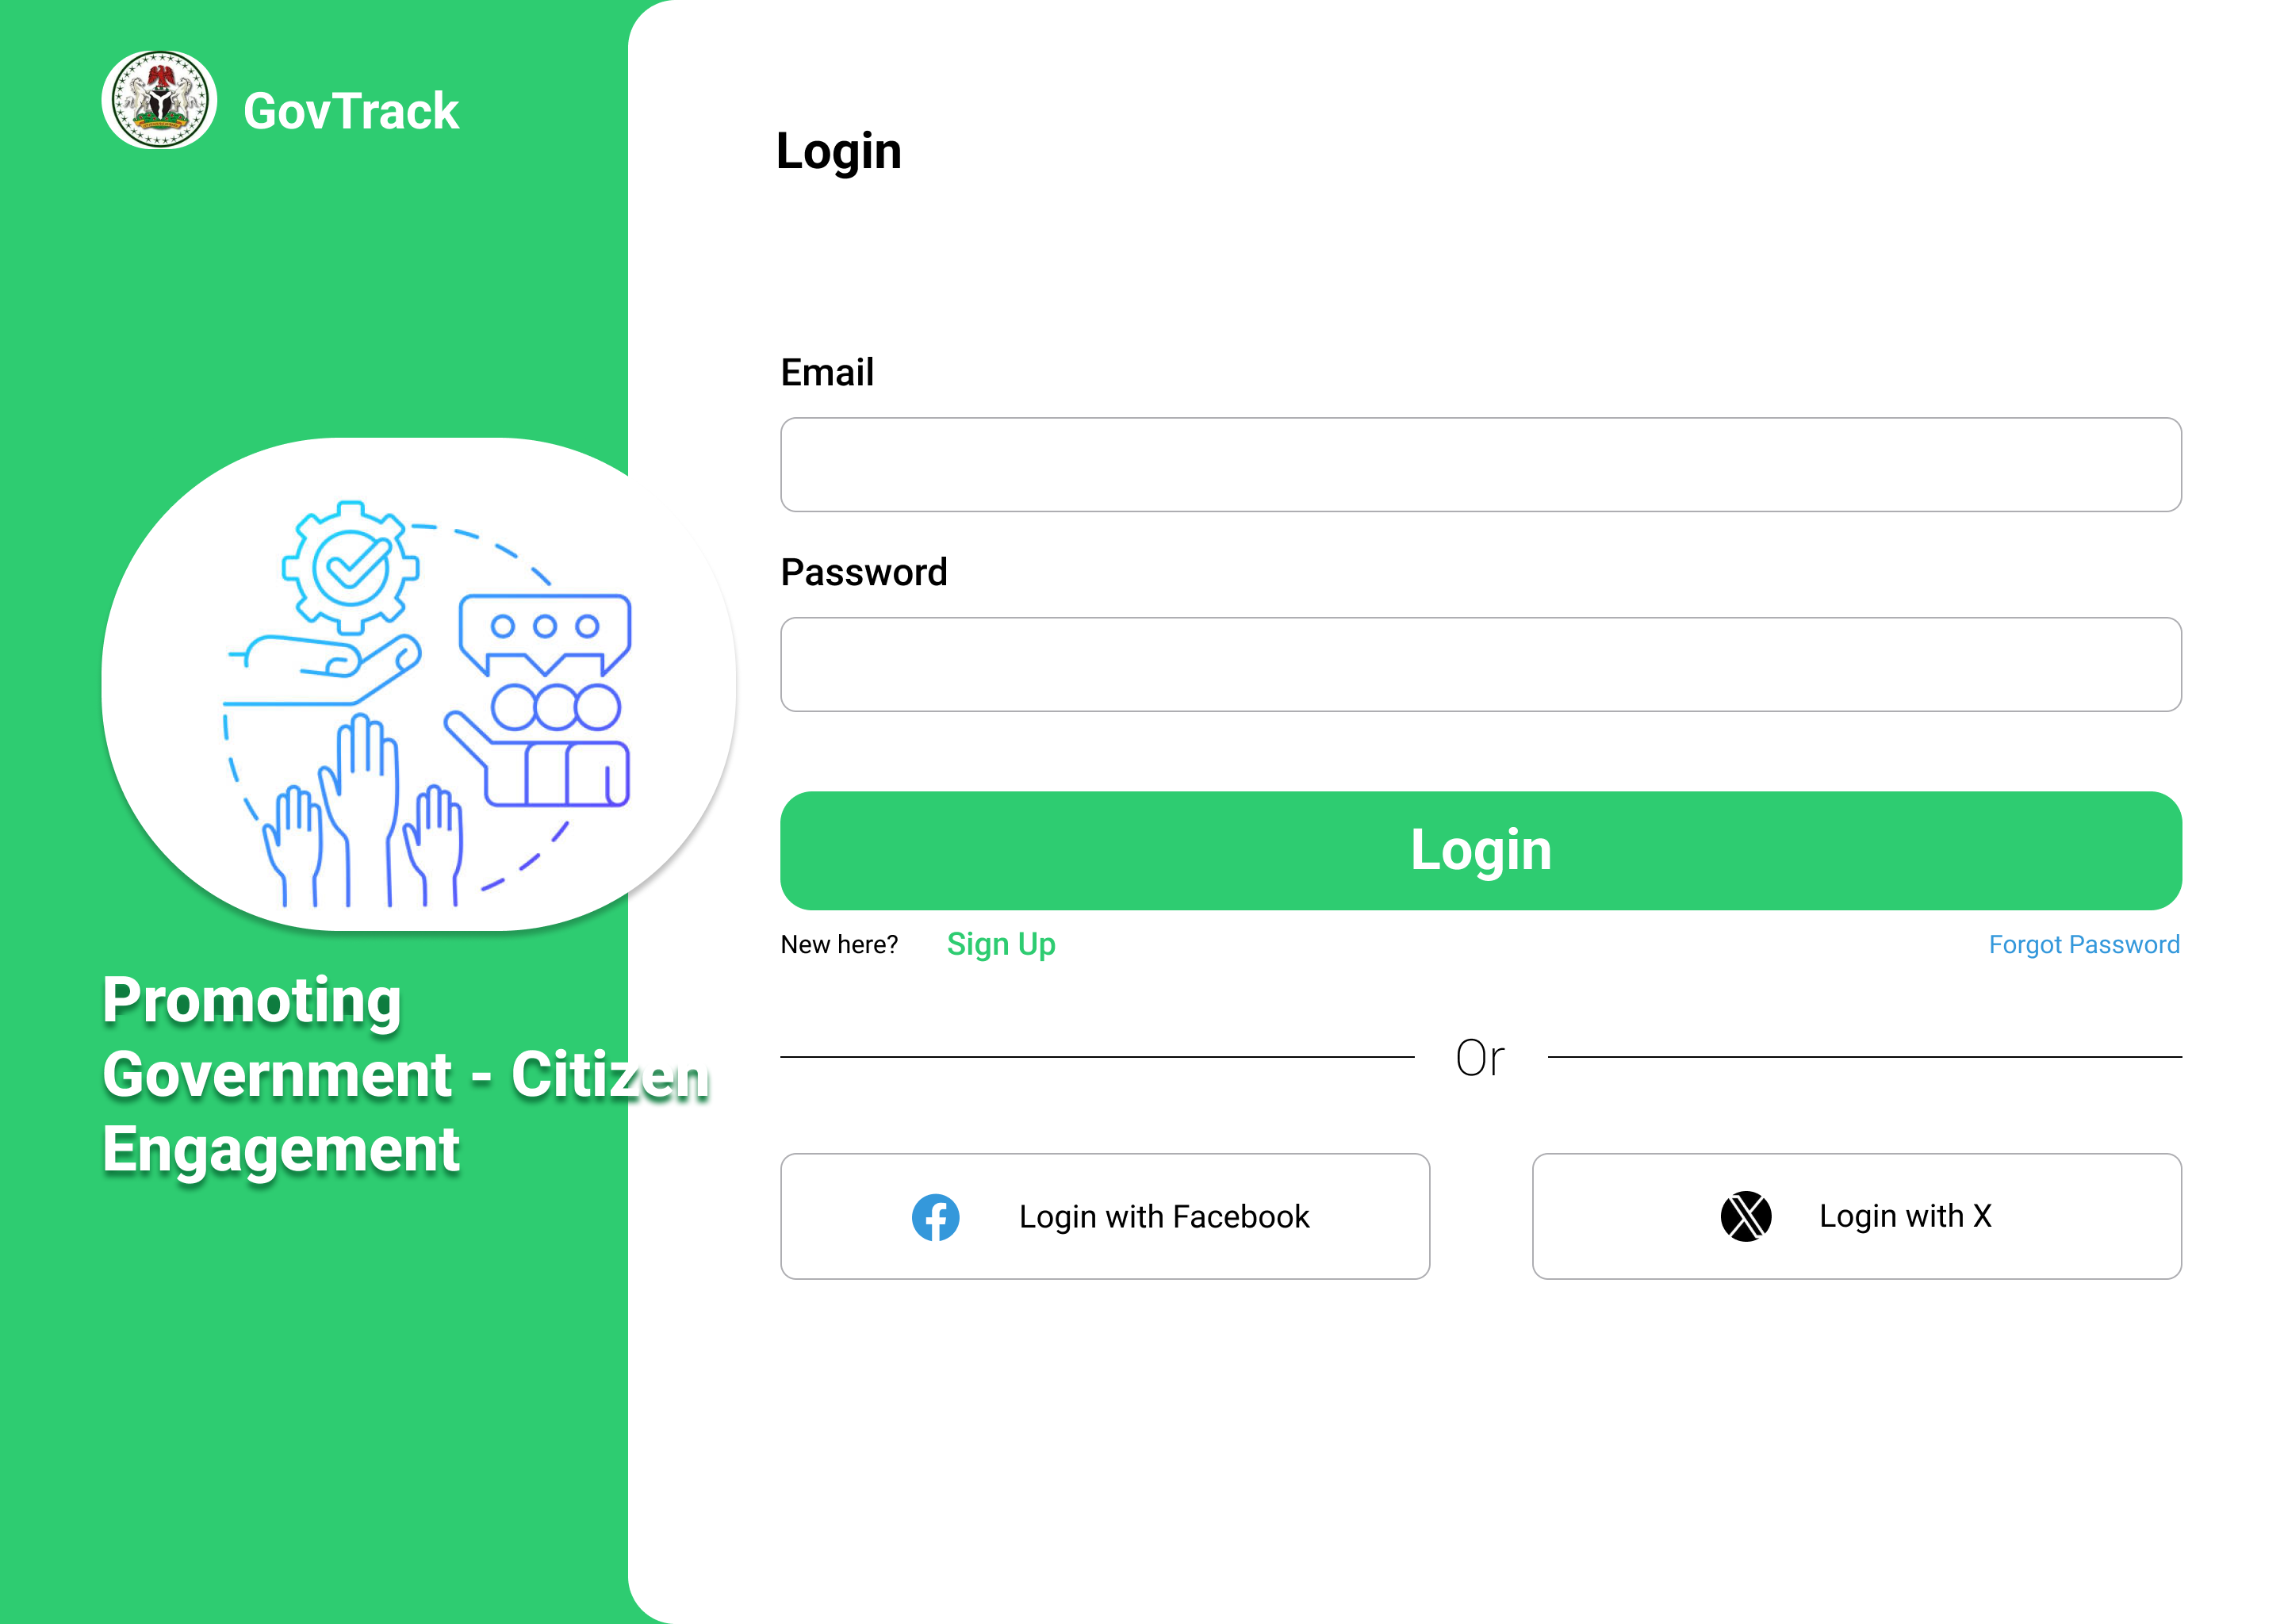 GovTrack
Promoting
Government - Citizen
Engagement
Login
Email
Password
Login
New here? Sign Up
Forgot Password
Or
Login with Facebook
Login with X